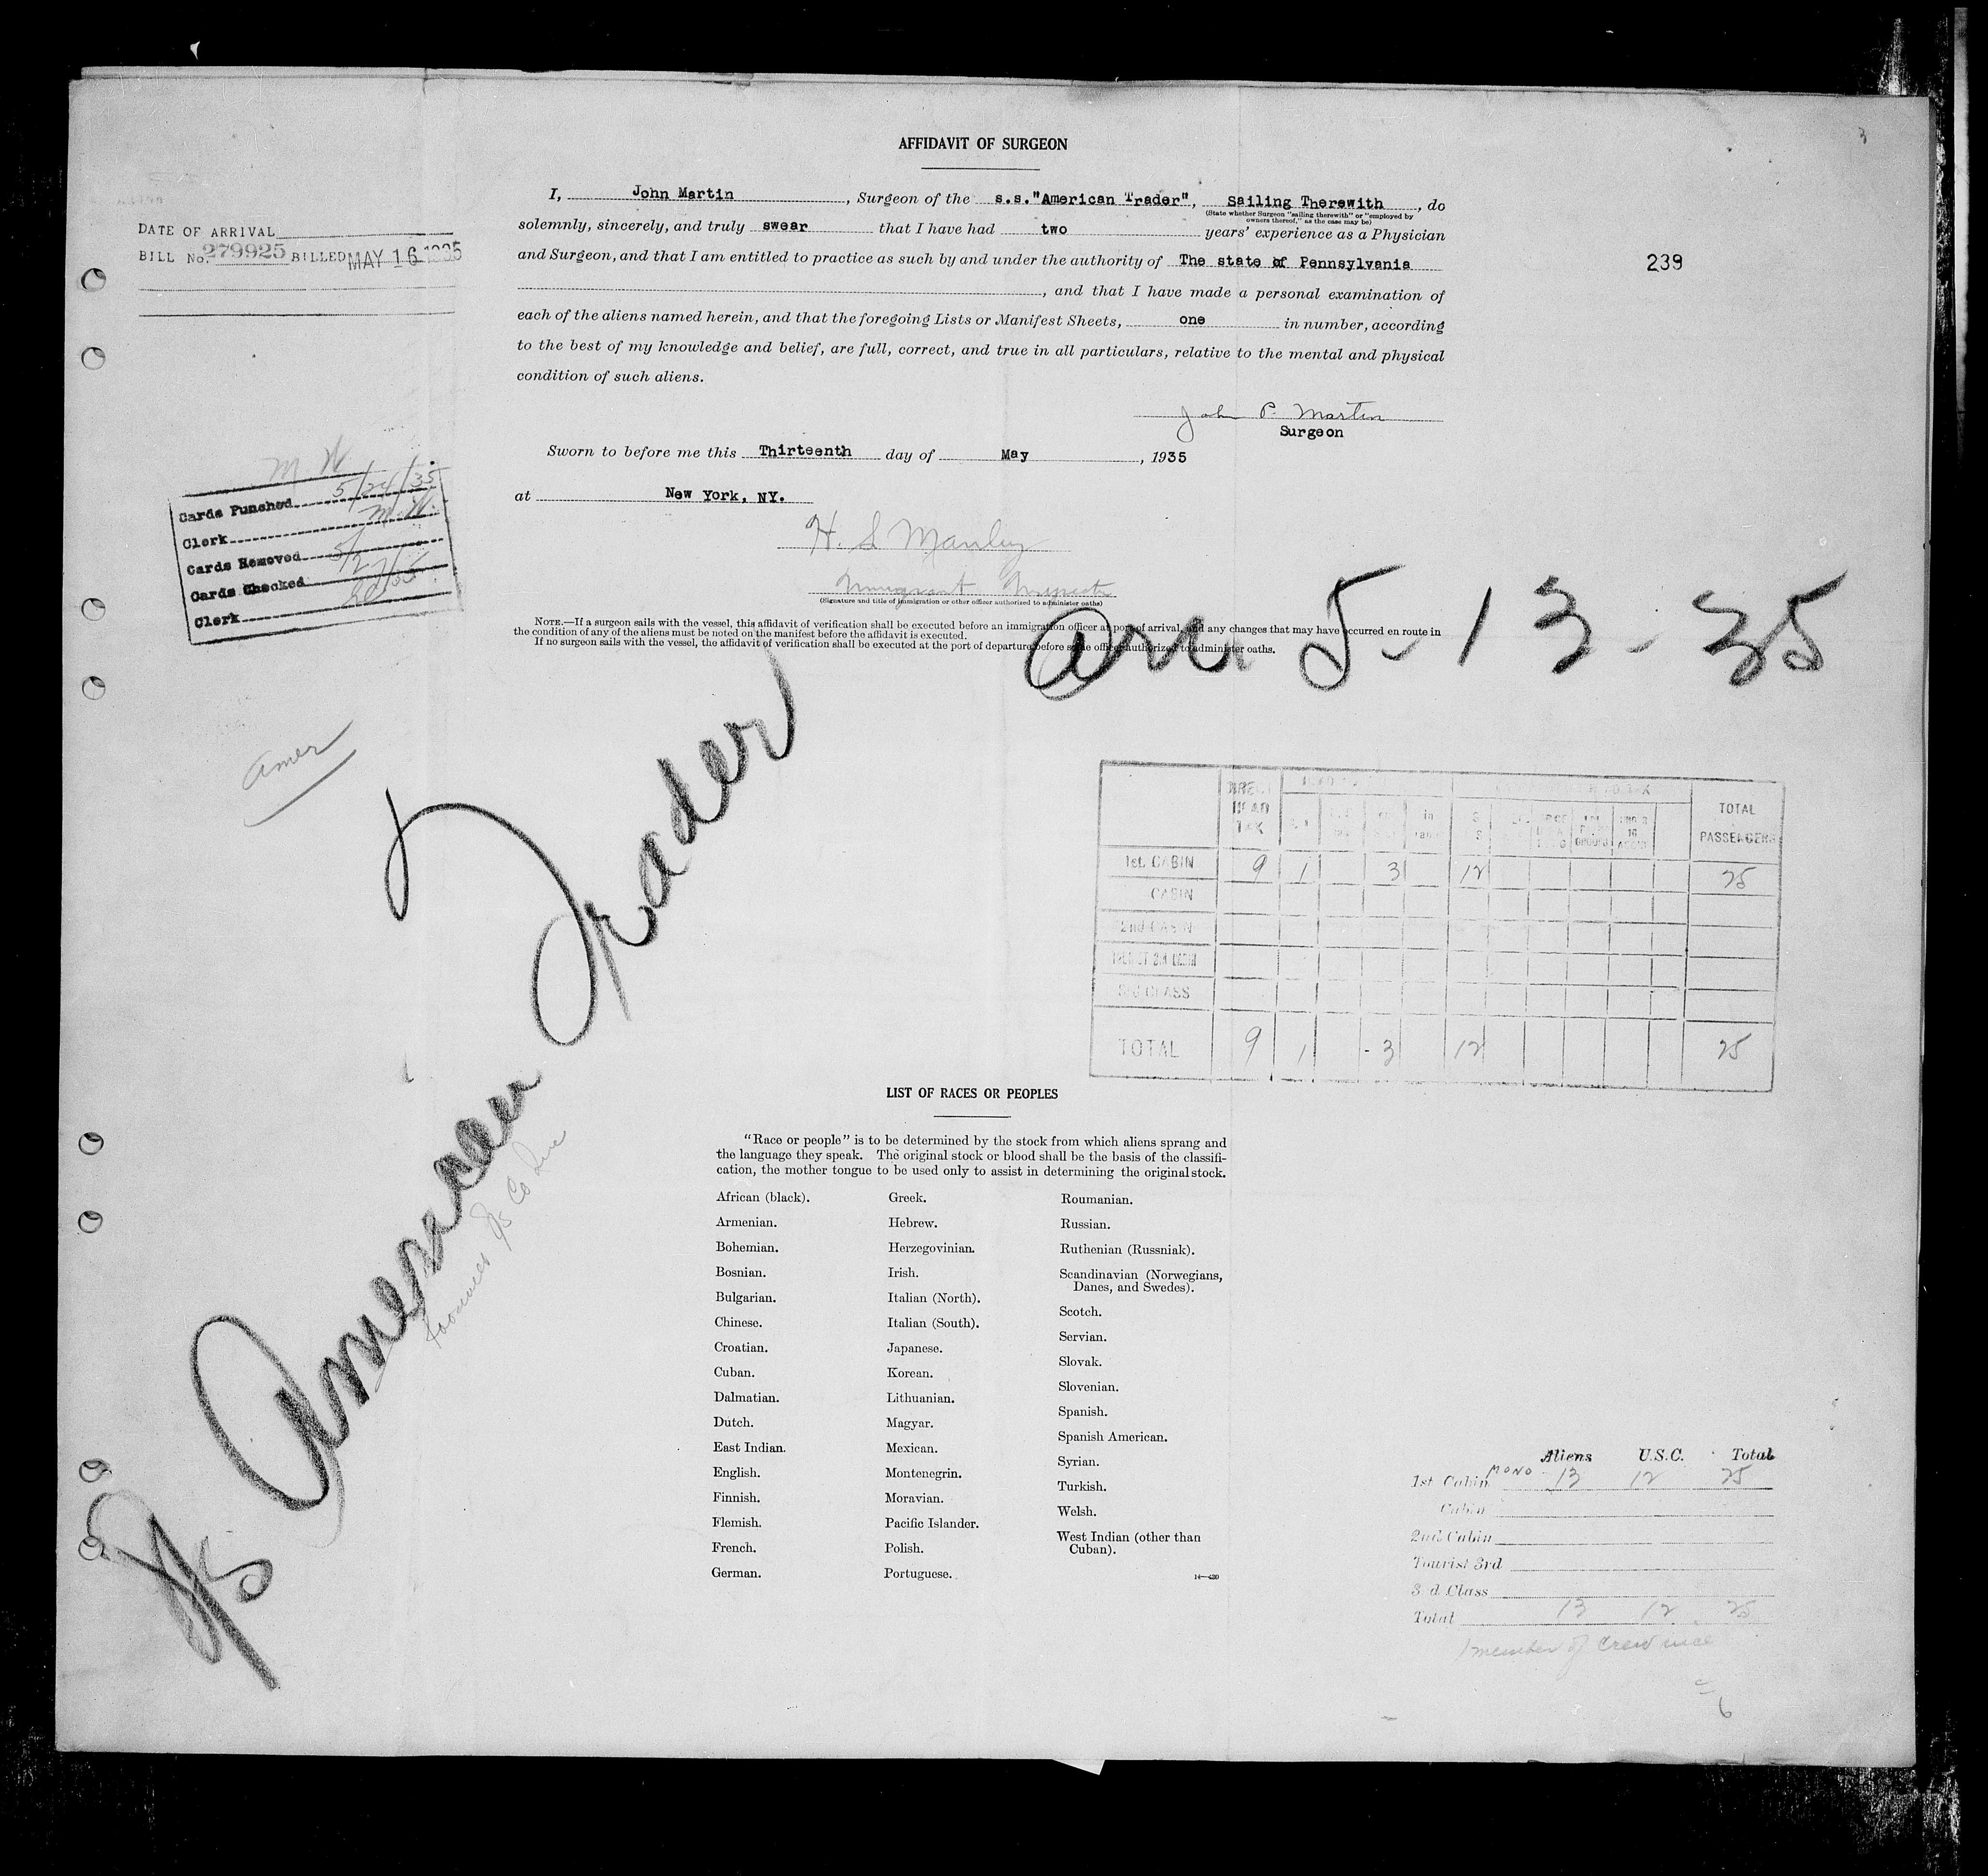 3
AFFIDAVIT OF SURGEON
I, John Martin, Surgeon of the s.s."American Trader", Sailing Therewith, do
(State whether Surgeon "sailing therewith" or "employed by
owners thereof," as the case may be)
solemnly, sincerely, and truly swear that I have had two years' experience as a Physician
and Surgeon, and that I am entitled to practice as such by and under the authority of The state of Pennsylvania
, and that I have made a personal examination of
each of the aliens named herein, and that the foregoing Lists or Manifest Sheets, one in number, according
to the best of my knowledge and belief, are full, correct, and true in all particulars, relative to the mental and physical
condition of such aliens.
John P. Martin
Surgeon
Sworn to before me this Thirteenth day of May, 1935
at New York, NY.
H. S. Manley
Immigrant Inspector
(Signature and title of immigration or other officer authorized to administer oaths)
NOTE.—If a surgeon sails with the vessel, this affidavit of verification shall be executed before an immigration officer at port of arrival, and any changes that may have occurred en route in
the condition of any of the aliens must be noted on the manifest before the affidavit is executed.
If no surgeon sails with the vessel, the affidavit of verification shall be executed at the port of departure before some officer authorized to administer oaths.
DATE OF ARRIVAL
BILL No. 279925 BILLED MAY 16 1935
239
M W
Cards Punched 5/24/35
Clerk M.W.
Cards Removed
Cards Checked
Clerk
Arr 5-13-35
Amer
S/S American Trader
TOTAL
PASSENGERS
1st CABIN 9 1 3 12 25
CABIN
2nd CABIN
3rd CLASS
TOTAL 9 1 3 12 25
LIST OF RACES OR PEOPLES
"Race or people" is to be determined by the stock from which aliens sprang and
the language they speak. The original stock or blood shall be the basis of the classifi-
cation, the mother tongue to be used only to assist in determining the original stock.
African (black).
Armenian.
Bohemian.
Bosnian.
Bulgarian.
Chinese.
Croatian.
Cuban.
Dalmatian.
Dutch.
East Indian.
English.
Finnish.
Flemish.
French.
German.
Greek.
Hebrew.
Herzegovinian.
Irish.
Italian (North).
Italian (South).
Japanese.
Korean.
Lithuanian.
Magyar.
Mexican.
Montenegrin.
Moravian.
Pacific Islander.
Polish.
Portuguese.
Roumanian.
Russian.
Ruthenian (Russniak).
Scandinavian (Norwegians,
Danes, and Swedes).
Scotch.
Servian.
Slovak.
Slovenian.
Spanish.
Spanish American.
Syrian.
Turkish.
Welsh.
West Indian (other than
Cuban).
14—430
Aliens U.S.C. Total
1st Cabin MONO 13 12 25
Cabin
2nd Cabin
Tourist 3rd
3rd Class
Total 13 12 25
1 member of crew